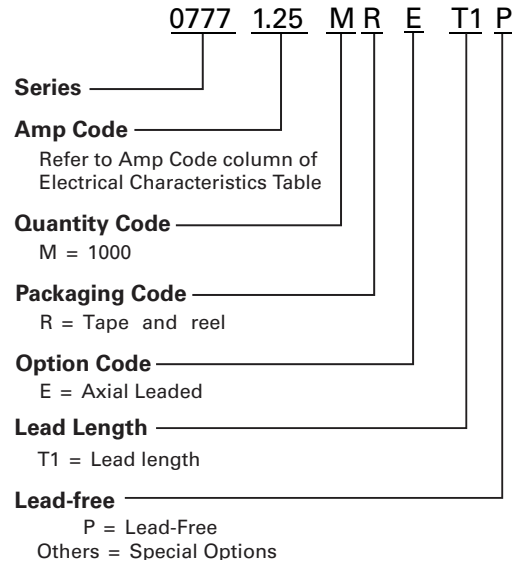 0777 1.25 M R E T1 P
Series
Amp Code
Refer to Amp Code column of
Electrical Characteristics Table
Quantity Code
M = 1000
Packaging Code
R = Tape and reel
Option Code
E = Axial Leaded
Lead Length
T1 = Lead length
Lead-free
P = Lead-Free
Others = Special Options